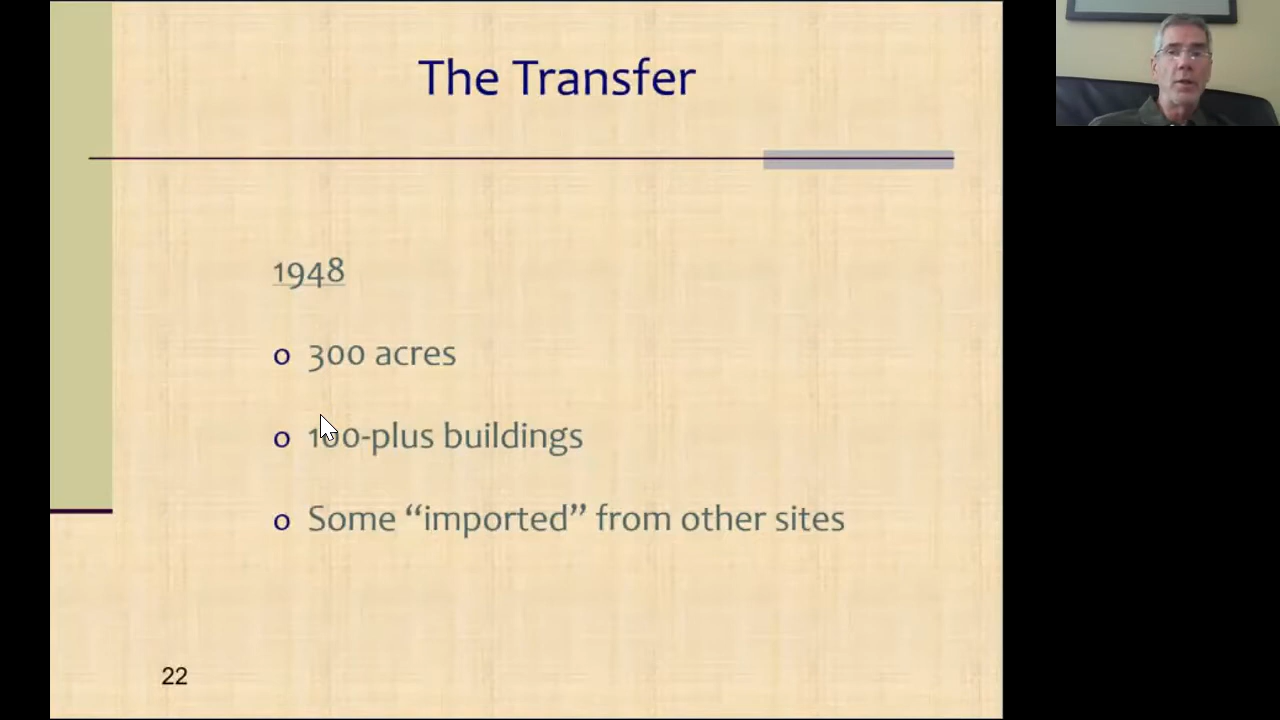 The Transfer
1948
o 300 acres
o 100-plus buildings
o Some “imported” from other sites
22